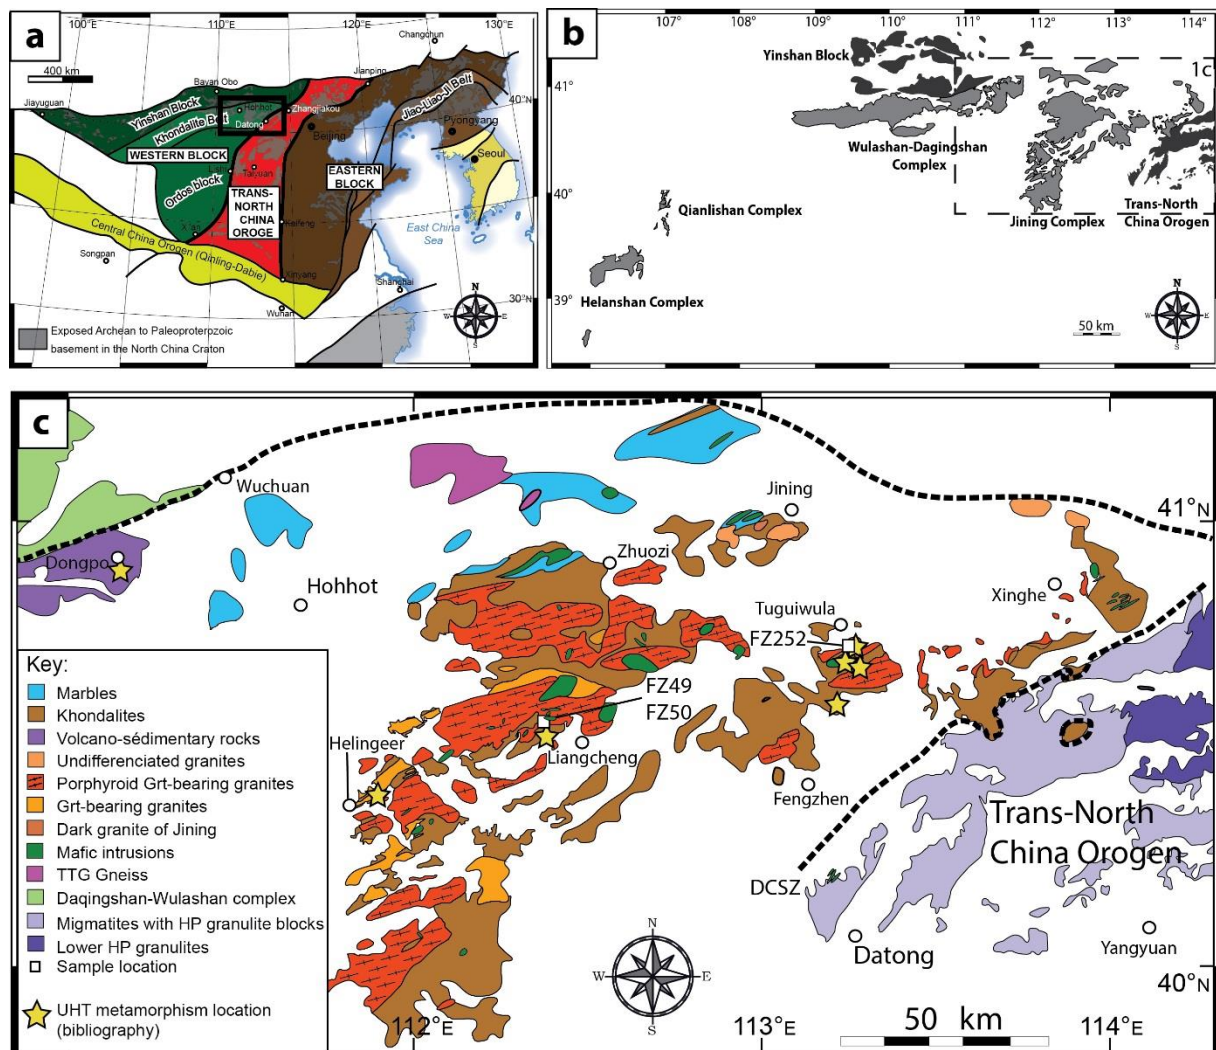 a
100°E
110°E
120°E
130°E
400 km
Changchun
Bayan Obo
Jianping
Jiayuguan
Yinshan Block
Hohhot
Zhangjiakou
Jiao-Liao-Ji Belt
40°N
Khondalite Belt
Datong
Beijing
Pyongyang
WESTERN BLOCK
Seoul
Ordos block
Taiyuan
EASTERN
BLOCK
TRANS-
NORTH
CHINA
OROGE
Xi'an
Kaifeng
East China
Sea
Central China Orogen (Qinling-Dabie)
Songpan
Xinyang
Shanghai
30°N
Wuhan
W
E
S
Exposed Archean to Paleoproterozoic
basement in the North China Craton
b
107°
108°
109°
110°
111°
112°
113°
114°
Yinshan Block
1c
41°
Wulashan-Dagingshan
Complex
40°
Qianlishan Complex
Jining Complex
Trans-North
China Orogen
39°
Helanshan Complex
50 km
N
W
E
S
c
Wuchuan
Jining
41°N
Dongpo
Zhuozi
Hohhot
Xinghe
Tuguiwula
FZ252
FZ49
FZ50
Helingeer
Liangcheng
Fengzhen
Trans-North
China Orogen
DCSZ
Datong
Yangyuan
40°N
Key:
Marbles
Khondalites
Volcano-sédimentary rocks
Undifferenciated granites
Porphyroid Grt-bearing granites
Grt-bearing granites
Dark granite of Jining
Mafic intrusions
TTG Gneiss
Daqingshan-Wulashan complex
Migmatites with HP granulite blocks
Lower HP granulites
Sample location
UHT metamorphism location
(bibliography)
N
W
E
S
50 km
112°E
113°E
114°E